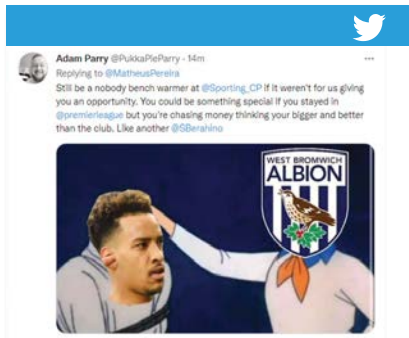 Adam Parry @PukkaPieParry · 14m
Replying to @MatheusPereira
Still be a nobody bench warmer at @Sporting_CP if it weren't for us giving
you an opportunity. You could be something special if you stayed in
@premierleague but you're chasing money thinking your bigger and better
than the club. Like another @SBerahino
WEST BROMWICH
ALBION